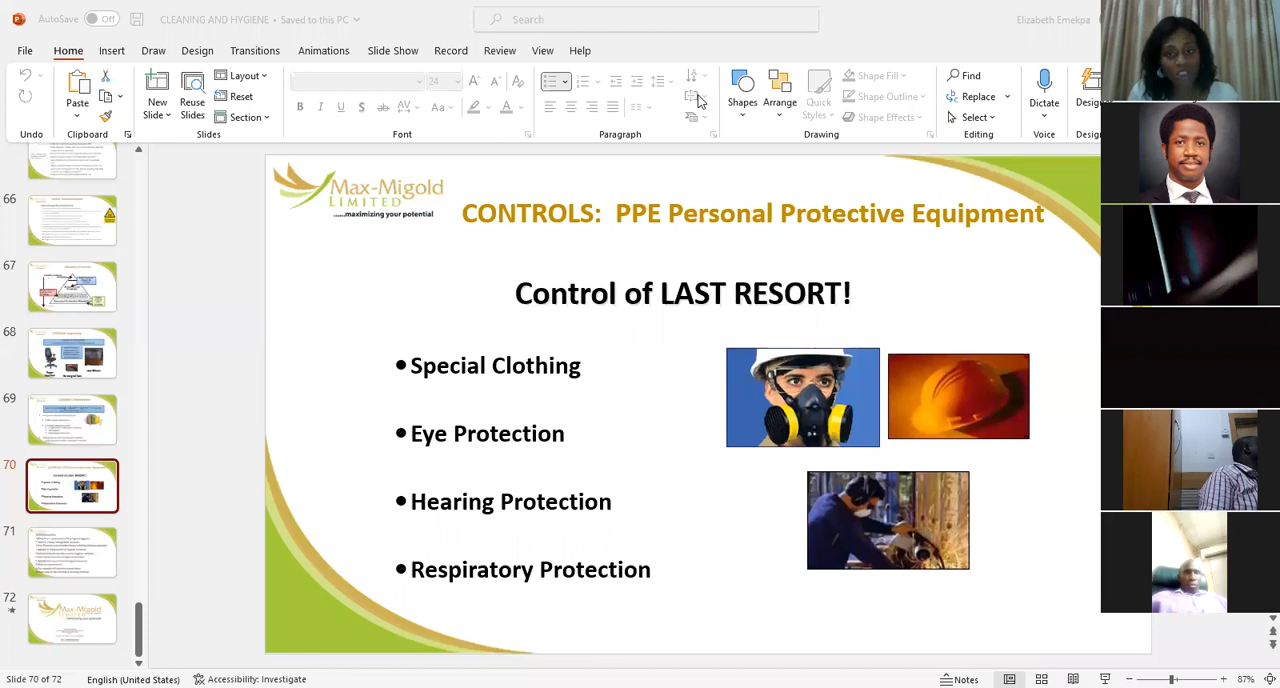 AutoSave Off CLEANING AND HYGIENE • Saved to this PC Search Elizabeth Emekpa
File Home Insert Draw Design Transitions Animations Slide Show Record Review View Help
Paste New Slide Reuse Slides Layout Reset Section
24
Shapes Arrange Quick Styles Shape Fill Shape Outline Shape Effects
Find Replace Select Dictate
Undo Clipboard Slides Font Paragraph Drawing Editing Voice
66
67
68
69
70
71
72
Max-Migold
LIMITED
......maximizing your potential
CONTROLS: PPE Personal Protective Equipment
Control of LAST RESORT!
• Special Clothing
• Eye Protection
• Hearing Protection
• Respiratory Protection
Slide 70 of 72 English (United States) Accessibility: Investigate Notes 87%